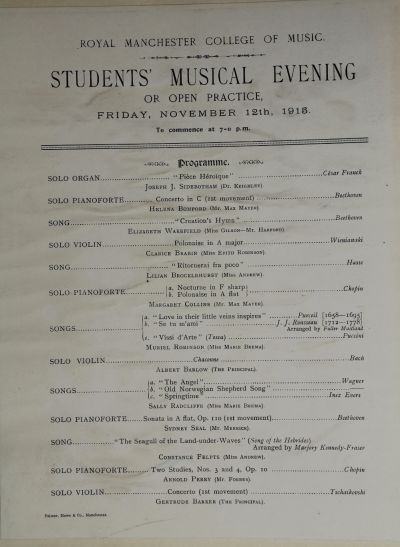 ROYAL MANCHESTER COLLEGE OF MUSIC.
STUDENTS' MUSICAL EVENING
OR OPEN PRACTICE,
FRIDAY, NOVEMBER 12th, 1915.
To commence at 7-0 p.m.
Programme.
SOLO ORGAN "Pièce Héroïque" César Franck
JOSEPH J. SIDEBOTHAM (DR. KEIGHLEY)
SOLO PIANOFORTE Concerto in C (1st movement) Beethoven
HELENA BOMFORD (MR. MAX MAYER)
SONG "Creation's Hymn" Beethoven
ELIZABETH WAKEFIELD (MISS GILSON—MT. HARFORD)
SOLO VIOLIN Polonaise in A major Wieniawski
CLARICE BRABIN (MISS EDITH ROBINSON).
SONG "Ritornerai fra poco" Hasse
LILIAN BROCKLEHURST (MISS ANDREW).
SOLO PIANOFORTE {a. Nocturne in F sharp} Chopin
{b. Polonaise in A flat}
MARGARET COLLINS (MR. MAX MAYER).
SONGS {a. "Love in their little veins inspires" Purcell [1658—1695]
b. "Se tu m'ami" J. J. Rousseau [1712—1778]
Arranged by Fuller Maitland
c. "Vissi d'Arte" (Tosca) Puccini
MURIEL ROBINSON (MISS MARIE BREMA).
SOLO VIOLIN Chaconne Bach
ALBERT BARLOW (THE PRINCIPAL).
SONGS {a. "The Angel" Wagner
b. "Old Norwegian Shepherd Song"
c. "Springtime" Inez Evers
SALLY RADCLIFFE (MISS MARIE BREMA).
SOLO PIANOFORTE Sonata in A flat, Op. 110 (1st movement) Beethoven
SYDNEY SEAL (MR. MERRICK).
SONG "The Seagull of the Land-under-Waves" (Song of the Hebrides)
Arranged by Marjory Kennedy-Fraser
CONSTANCE FELPTS (MISS ANDREW).
SOLO PIANOFORTE Two Studies, Nos. 3 and 4, Op. 10 Chopin
ARNOLD PERRY (MR. FORBES).
SOLO VIOLIN Concerto (1st movement) Tschaikovski
GERTRUDE BARKER (THE PRINCIPAL).
Palmer, Howe & Co., Manchester.